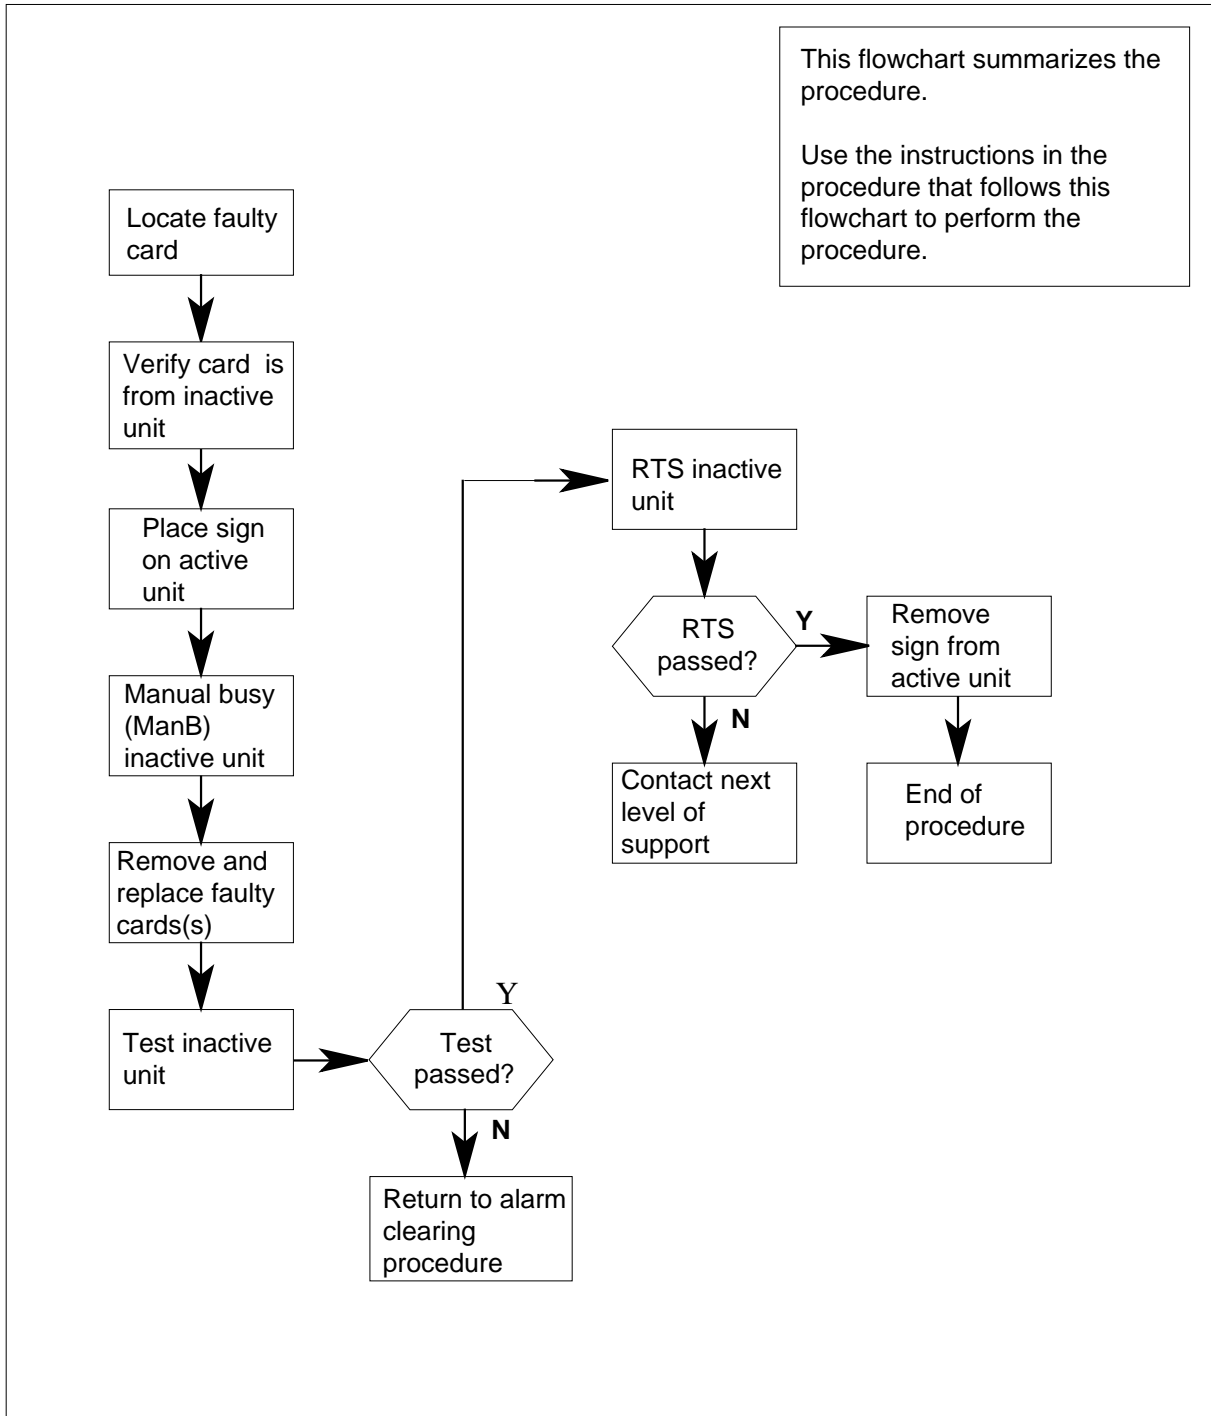 This flowchart summarizes the
procedure.
Use the instructions in the
procedure that follows this
flowchart to perform the
procedure.
Locate faulty
card
Verify card is
from inactive
unit
Place sign
on active
unit
Manual busy
(ManB)
inactive unit
Remove and
replace faulty
cards(s)
Test inactive
unit
Test
passed?
Y
N
Return to alarm
clearing
procedure
RTS inactive
unit
RTS
passed?
Y
N
Contact next
level of
support
Remove
sign from
active unit
End of
procedure